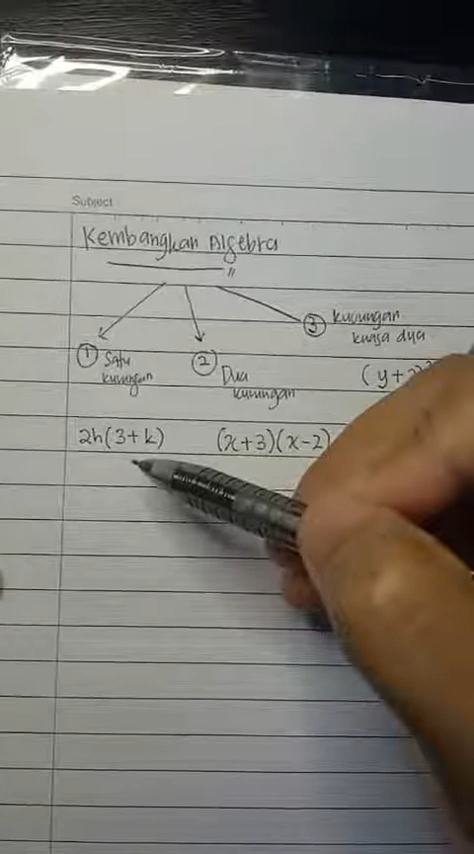 Subject
Kembangkan Algebra
① Satu kurungan
② Dua kurungan
③ kurungan kuasa dua
2h(3+k)
(x+3)(x-2)
(y+